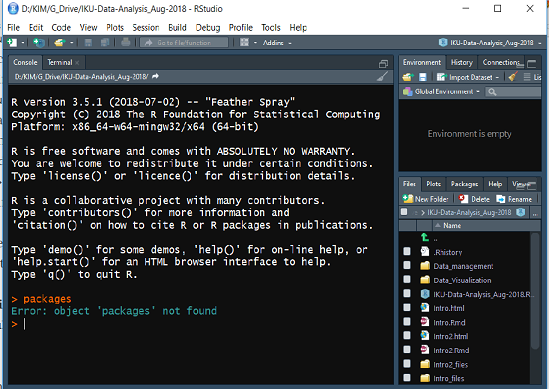 D:/KIM/G_Drive/IKU-Data-Analysis_Aug-2018 - RStudio
File Edit Code View Plots Session Build Debug Profile Tools Help
Go to file/function Addins IKU-Data-Analysis_Aug-2018
Console Terminal
D:/KIM/G_Drive/IKU-Data-Analysis_Aug-2018/
R version 3.5.1 (2018-07-02) -- "Feather Spray"
Copyright (C) 2018 The R Foundation for Statistical Computing
Platform: x86_64-w64-mingw32/x64 (64-bit)
R is free software and comes with ABSOLUTELY NO WARRANTY.
You are welcome to redistribute it under certain conditions.
Type 'license()' or 'licence()' for distribution details.
R is a collaborative project with many contributors.
Type 'contributors()' for more information and
'citation()' on how to cite R or R packages in publications.
Type 'demo()' for some demos, 'help()' for on-line help, or
'help.start()' for an HTML browser interface to help.
Type 'q()' to quit R.
> packages
Error: object 'packages' not found
>
Environment History Connections
Import Dataset
Global Environment
Environment is empty
Files Plots Packages Help
New Folder Delete Rename
IKU-Data-Analysis_Aug-2018
Name
..
.Rhistory
Data_management
Data_Visualisation
IKU-Data-Analysis_Aug-2018.R...
Intro.html
Intro.Rmd
Intro2.html
Intro2.Rmd
Intro2_files
Intro_files